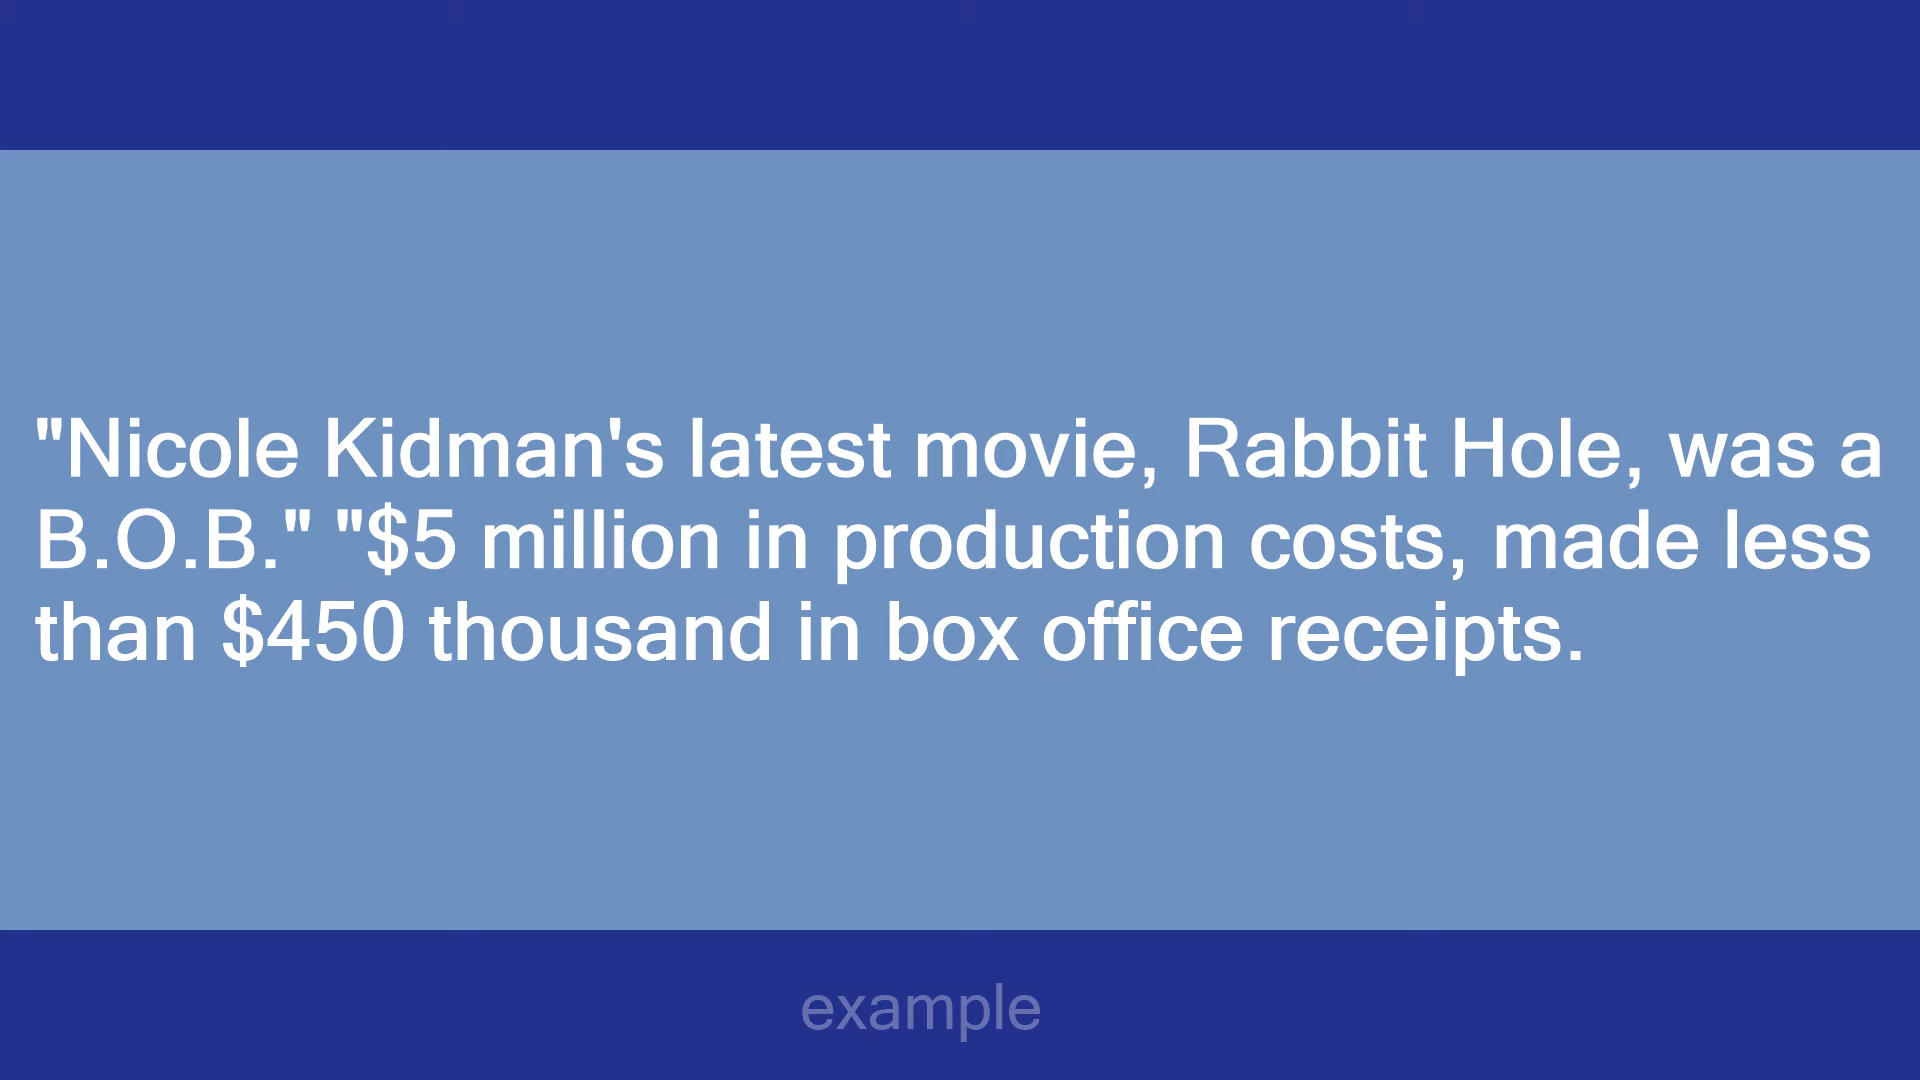 "Nicole Kidman's latest movie, Rabbit Hole, was a
B.O.B." "$5 million in production costs, made less
than $450 thousand in box office receipts.
example